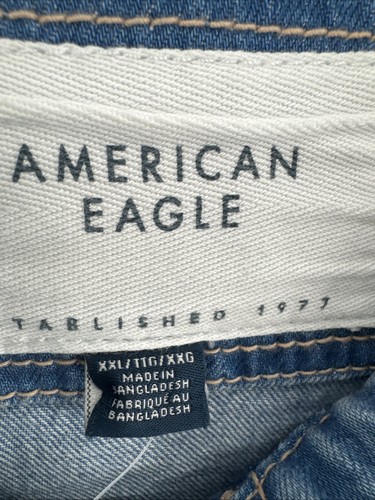 AMERICAN
EAGLE
TABLISHED 1977
XXL/TTG/XXG
MADE IN
BANGLADESH
FABRIQUÉ AU
BANGLADESH